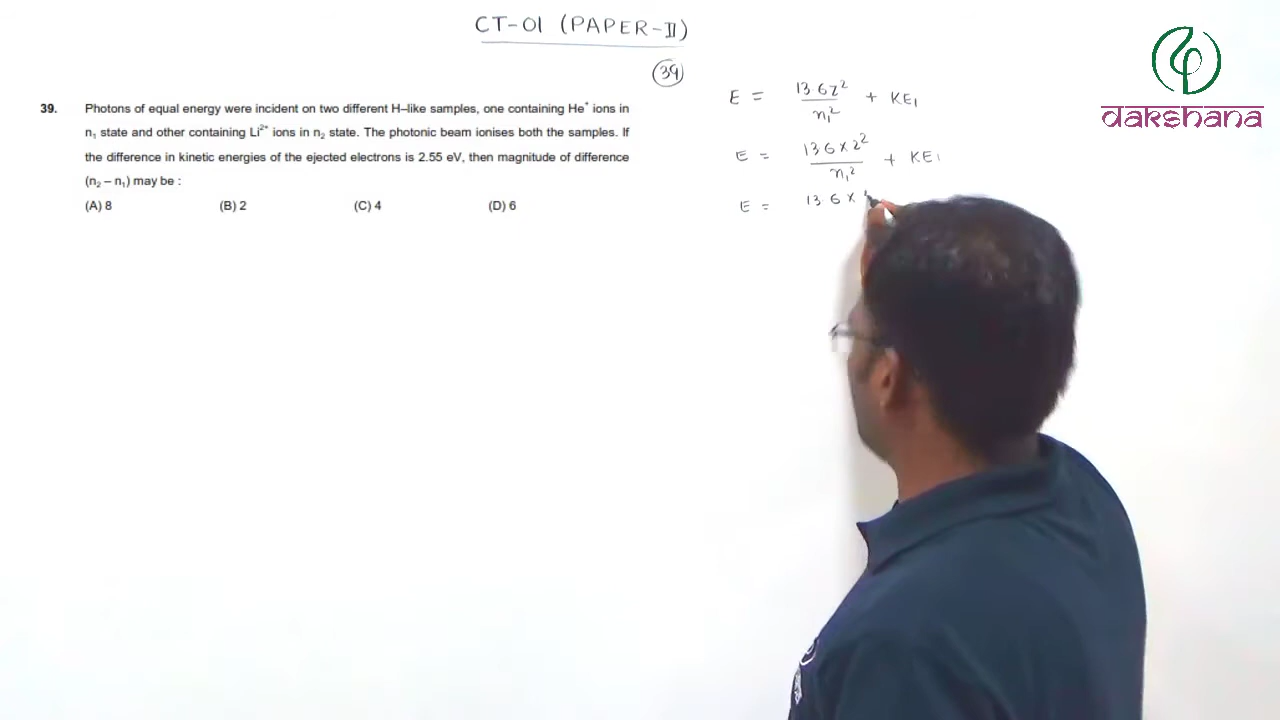 CT-01 (PAPER-II)
39
39. Photons of equal energy were incident on two different H–like samples, one containing He⁺ ions in
n₁ state and other containing Li²⁺ ions in n₂ state. The photonic beam ionises both the samples. If
the difference in kinetic energies of the ejected electrons is 2.55 eV, then magnitude of difference
(n₂ – n₁) may be :
(A) 8 (B) 2 (C) 4 (D) 6
E = 13.6Z²/n₁² + KE₁
E = 13.6×2²/n₁² + KE₁
E = 13.6×
dakshana